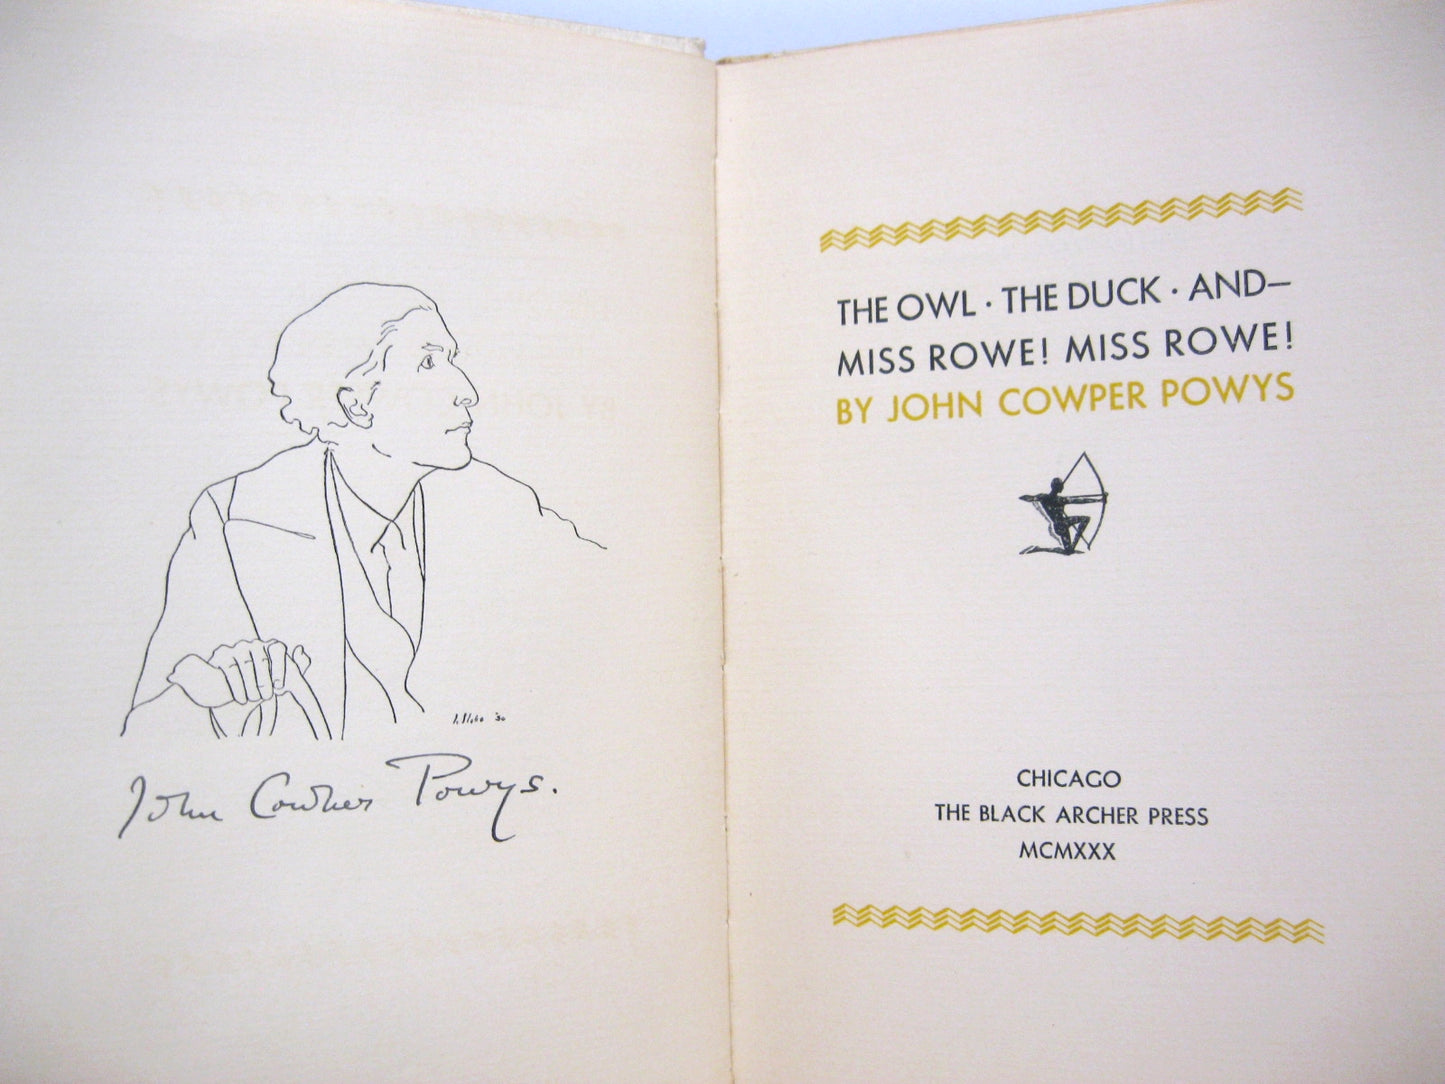 '30
John Cowper Powys.
THE OWL · THE DUCK · AND—
MISS ROWE! MISS ROWE!
BY JOHN COWPER POWYS
CHICAGO
THE BLACK ARCHER PRESS
MCMXXX